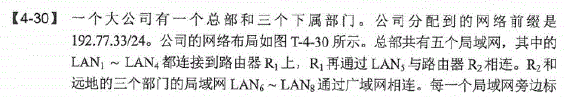 【4-30】 一个大公司有一个总部和三个下属部门。公司分配到的网络前缀是
192.77.33/24。公司的网络布局如图 T-4-30 所示。总部共有五个局域网，其中的
LAN₁ ~ LAN₄ 都连接到路由器 R₁ 上，R₁ 再通过 LAN₅ 与路由器 R₂ 相连。R₂ 和
远地的三个部门的局域网 LAN₆ ~ LAN₈ 通过广域网相连。每一个局域网旁边标